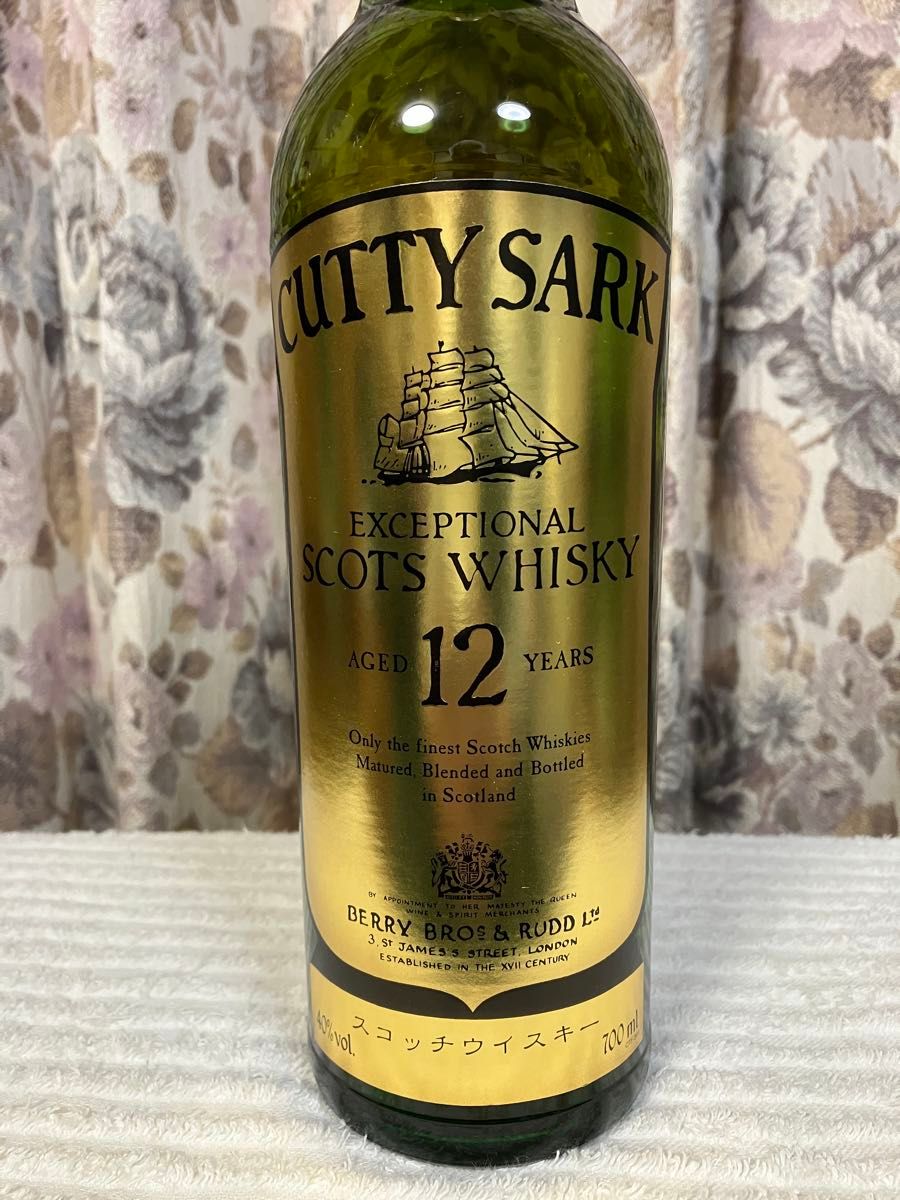 CUTTY SARK
EXCEPTIONAL
SCOTS WHISKY
AGED 12 YEARS
Only the finest Scotch Whiskies
Matured, Blended and Bottled
in Scotland
BY APPOINTMENT TO HER MAJESTY THE QUEEN
WINE & SPIRIT MERCHANTS
BERRY BROS & RUDD LTD
3, ST JAMES'S STREET, LONDON
ESTABLISHED IN THE XVII CENTURY
40%vol. スコッチウイスキー 700 ml